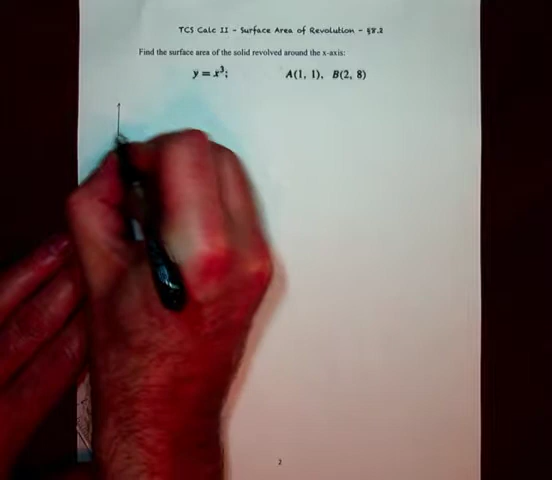 TCS Calc II - Surface Area of Revolution - §8.2
Find the surface area of the solid revolved around the x-axis:
y = x³; A(1, 1), B(2, 8)
2